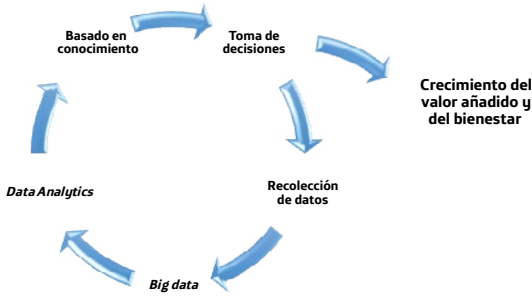 Basado en
conocimiento
Toma de
decisiones
Crecimiento del
valor añadido y
del bienestar
Data Analytics
Recolección
de datos
Big data